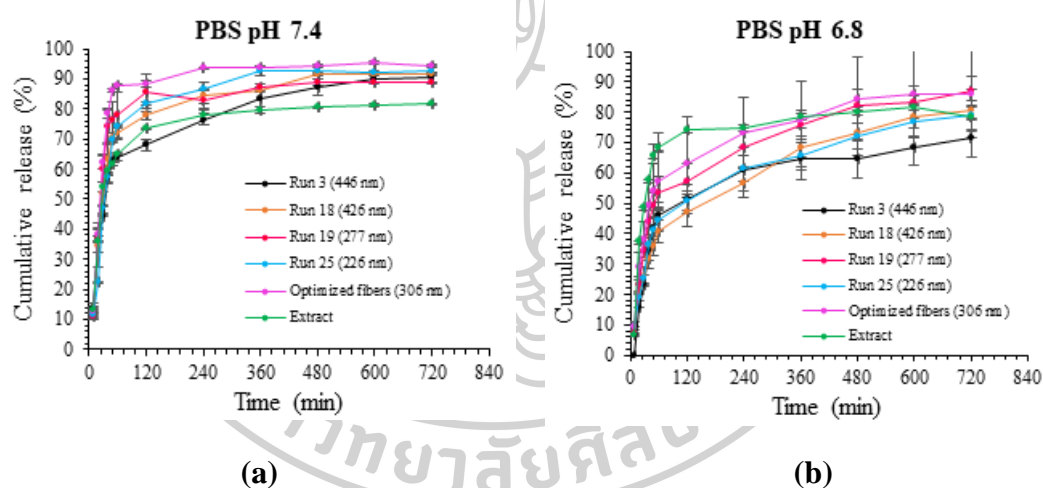 PBS pH 7.4
Cumulative release (%)
100
90
80
70
60
50
40
30
20
10
0
0 120 240 360 480 600 720 840
Time (min)
Run 3 (446 nm)
Run 18 (426 nm)
Run 19 (277 nm)
Run 25 (226 nm)
Optimized fibers (306 nm)
Extract
(a)
PBS pH 6.8
Cumulative release (%)
100
90
80
70
60
50
40
30
20
10
0
0 120 240 360 480 600 720 840
Time (min)
Run 3 (446 nm)
Run 18 (426 nm)
Run 19 (277 nm)
Run 25 (226 nm)
Optimized fibers (306 nm)
Extract
(b)